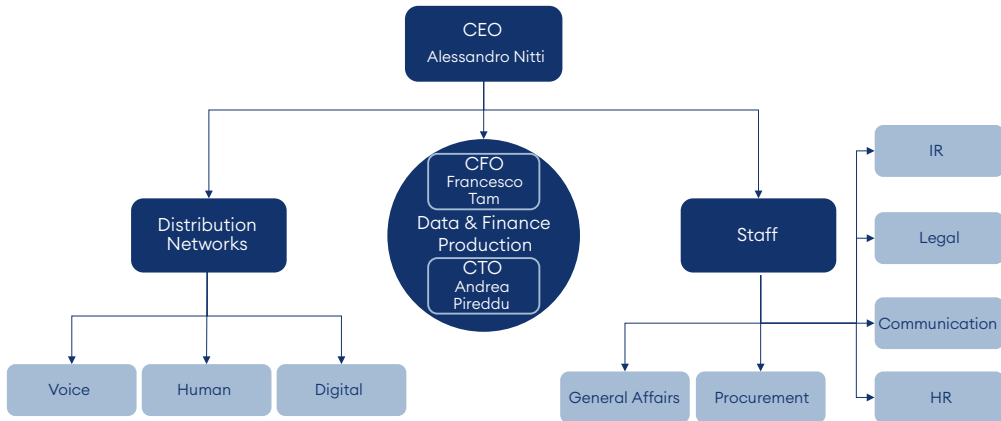 CEO
Alessandro Nitti
CFO
Francesco
Tam
Data & Finance
Production
CTO
Andrea
Pireddu
Distribution
Networks
Staff
IR
Legal
Communication
HR
Voice
Human
Digital
General Affairs
Procurement